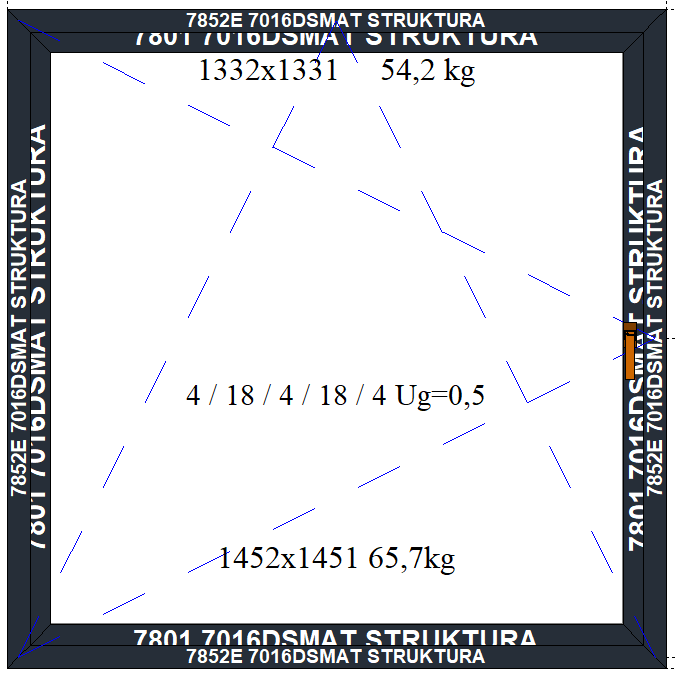 7852E 7016DSMAT STRUKTURA
7801 7016DSMAT STRUKTURA
1332x1331 54,2 kg
7852E 7016DSMAT STRUKTURA
7801 7016DSMAT STRUKTURA
7801 7016DSMAT STRUKTURA
7852E 7016DSMAT STRUKTURA
4 / 18 / 4 / 18 / 4 Ug=0,5
1452x1451 65,7kg
7801 7016DSMAT STRUKTURA
7852E 7016DSMAT STRUKTURA